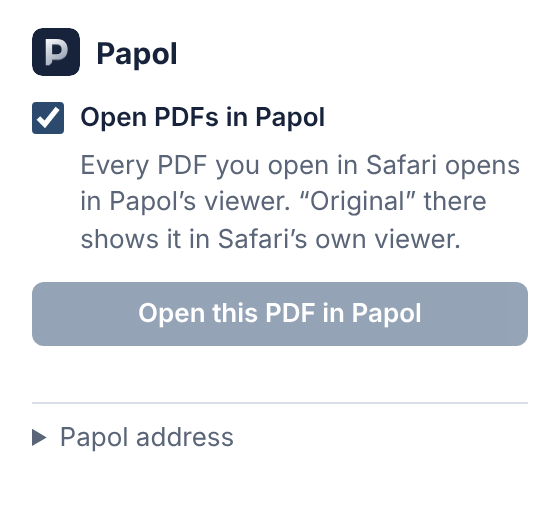 P
Papol
Open PDFs in Papol
Every PDF you open in Safari opens
in Papol’s viewer. “Original” there
shows it in Safari’s own viewer.
Open this PDF in Papol
Papol address